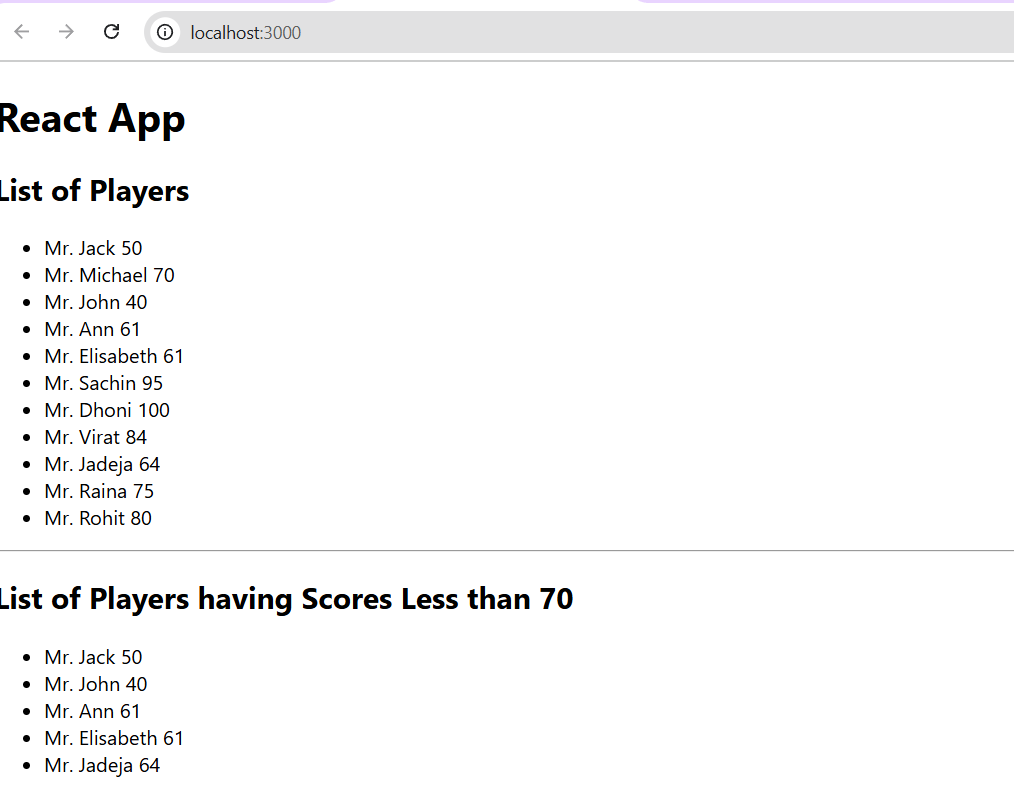 localhost:3000
React App
List of Players
Mr. Jack 50
Mr. Michael 70
Mr. John 40
Mr. Ann 61
Mr. Elisabeth 61
Mr. Sachin 95
Mr. Dhoni 100
Mr. Virat 84
Mr. Jadeja 64
Mr. Raina 75
Mr. Rohit 80
List of Players having Scores Less than 70
Mr. Jack 50
Mr. John 40
Mr. Ann 61
Mr. Elisabeth 61
Mr. Jadeja 64